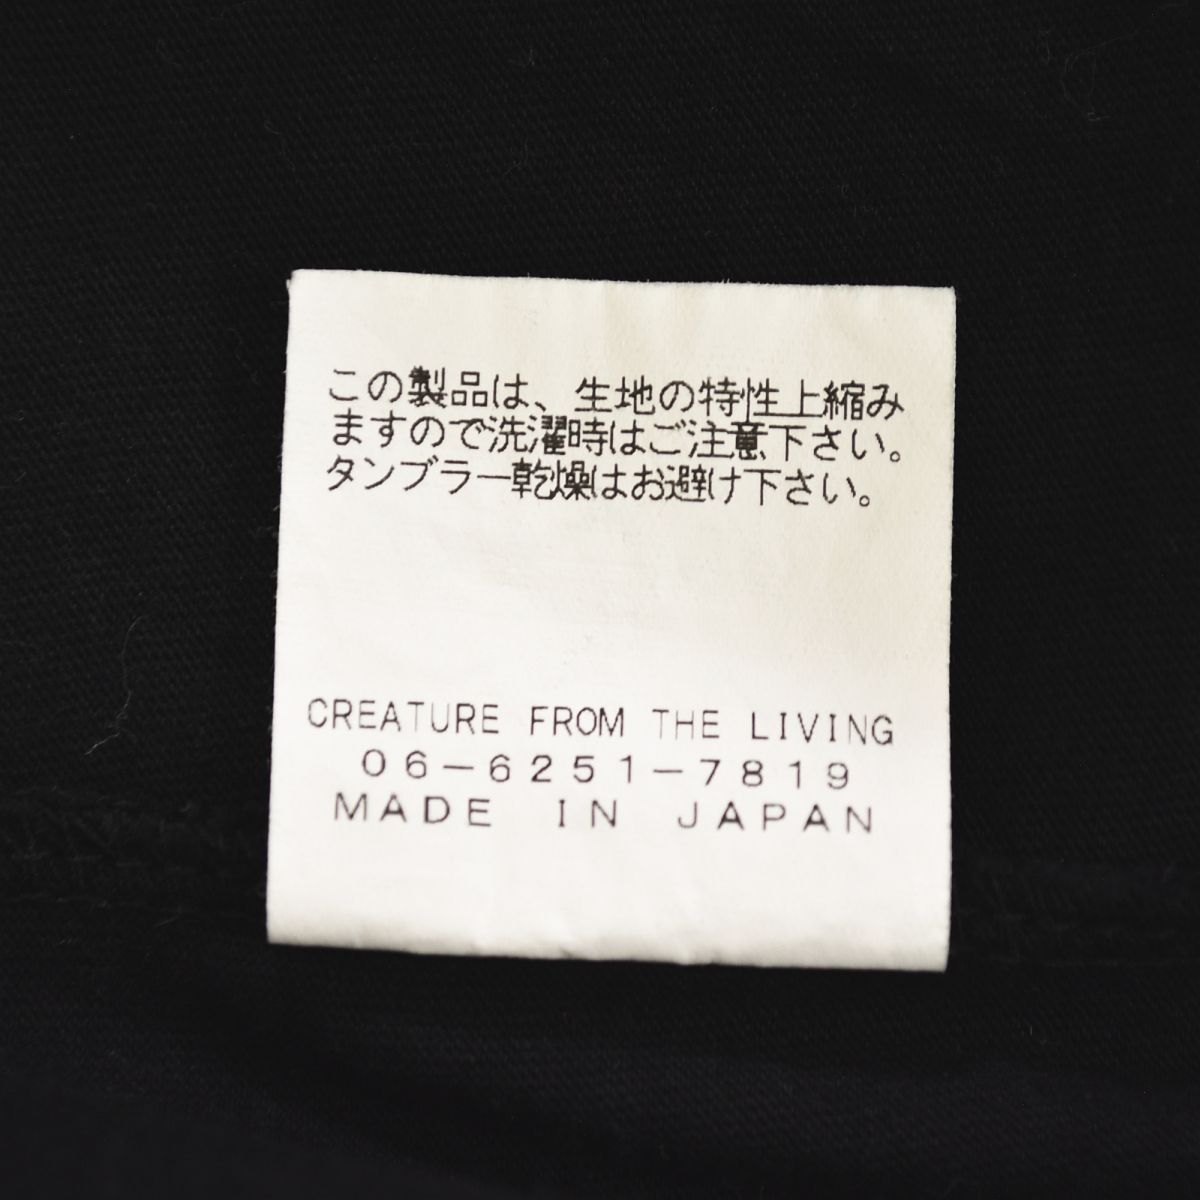 この製品は、生地の特性上縮み
ますので洗濯時はご注意下さい。
タンブラー乾燥はお避け下さい。
CREATURE FROM THE LIVING
06-6251-7819
MADE IN JAPAN